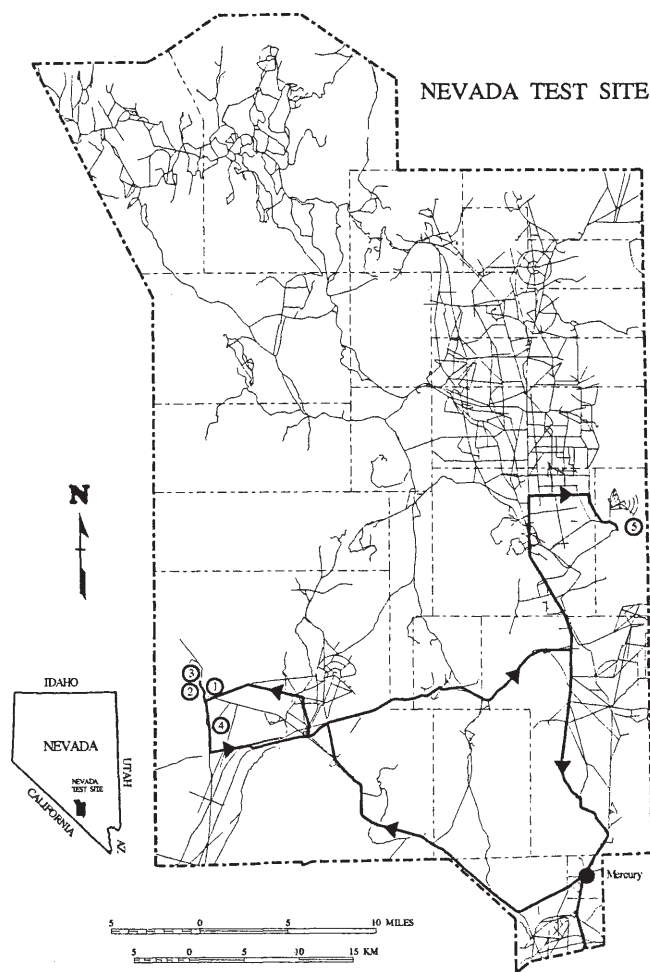 NEVADA TEST SITE
N
5
3
2
1
4
IDAHO
NEVADA
UTAH
NEVADA
TEST SITE
CALIFORNIA
AZ
Mercury
5 0 5 10 MILES
5 0 5 10 15 KM